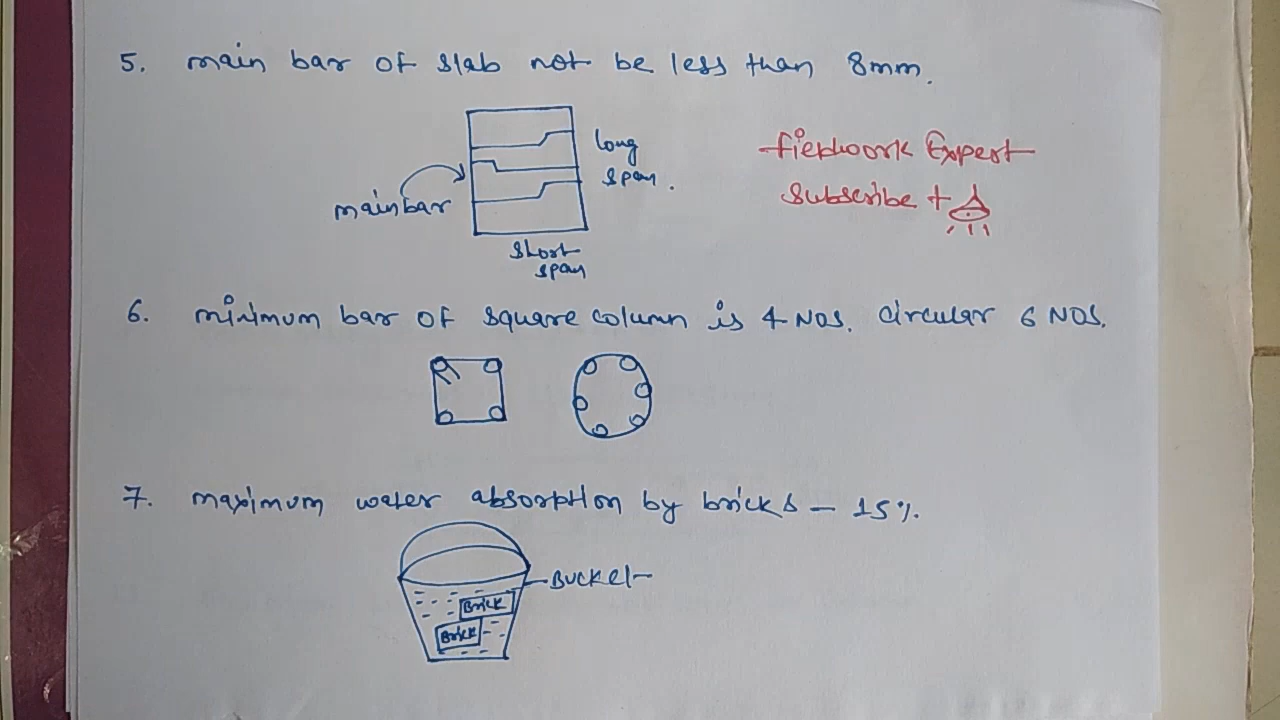 5. main bar of slab not be less than 8mm.
long
span.
main bar
short
span
Fieldwork Expert
Subscribe +
6. minimum bar of square column is 4 NOS. circular 6 NOS.
7. maximum water absorption by bricks - 15%.
Bucket
Brick
Brick